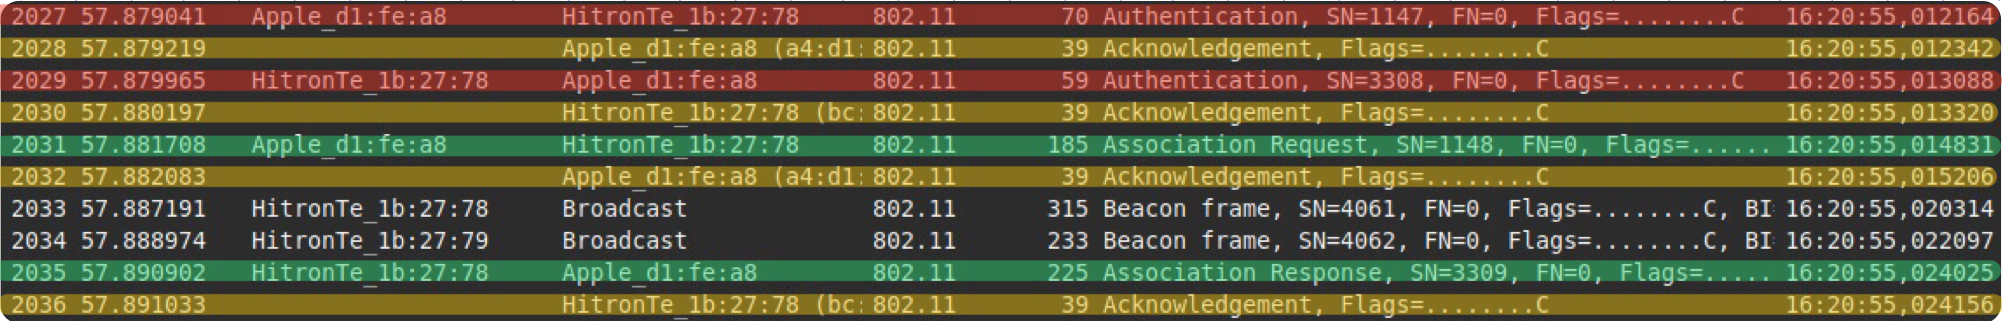 2027 57.879041 Apple_d1:fe:a8 HitronTe_1b:27:78 802.11 70 Authentication, SN=1147, FN=0, Flags=........C 16:20:55,012164
2028 57.879219 Apple_d1:fe:a8 (a4:d1: 802.11 39 Acknowledgement, Flags=........C 16:20:55,012342
2029 57.879965 HitronTe_1b:27:78 Apple_d1:fe:a8 802.11 59 Authentication, SN=3308, FN=0, Flags=........C 16:20:55,013088
2030 57.880197 HitronTe_1b:27:78 (bc: 802.11 39 Acknowledgement, Flags=........C 16:20:55,013320
2031 57.881708 Apple_d1:fe:a8 HitronTe_1b:27:78 802.11 185 Association Request, SN=1148, FN=0, Flags=...... 16:20:55,014831
2032 57.882083 Apple_d1:fe:a8 (a4:d1: 802.11 39 Acknowledgement, Flags=........C 16:20:55,015206
2033 57.887191 HitronTe_1b:27:78 Broadcast 802.11 315 Beacon frame, SN=4061, FN=0, Flags=........C, BI 16:20:55,020314
2034 57.888974 HitronTe_1b:27:79 Broadcast 802.11 233 Beacon frame, SN=4062, FN=0, Flags=........C, BI 16:20:55,022097
2035 57.890902 HitronTe_1b:27:78 Apple_d1:fe:a8 802.11 225 Association Response, SN=3309, FN=0, Flags=..... 16:20:55,024025
2036 57.891033 HitronTe_1b:27:78 (bc: 802.11 39 Acknowledgement, Flags=........C 16:20:55,024156